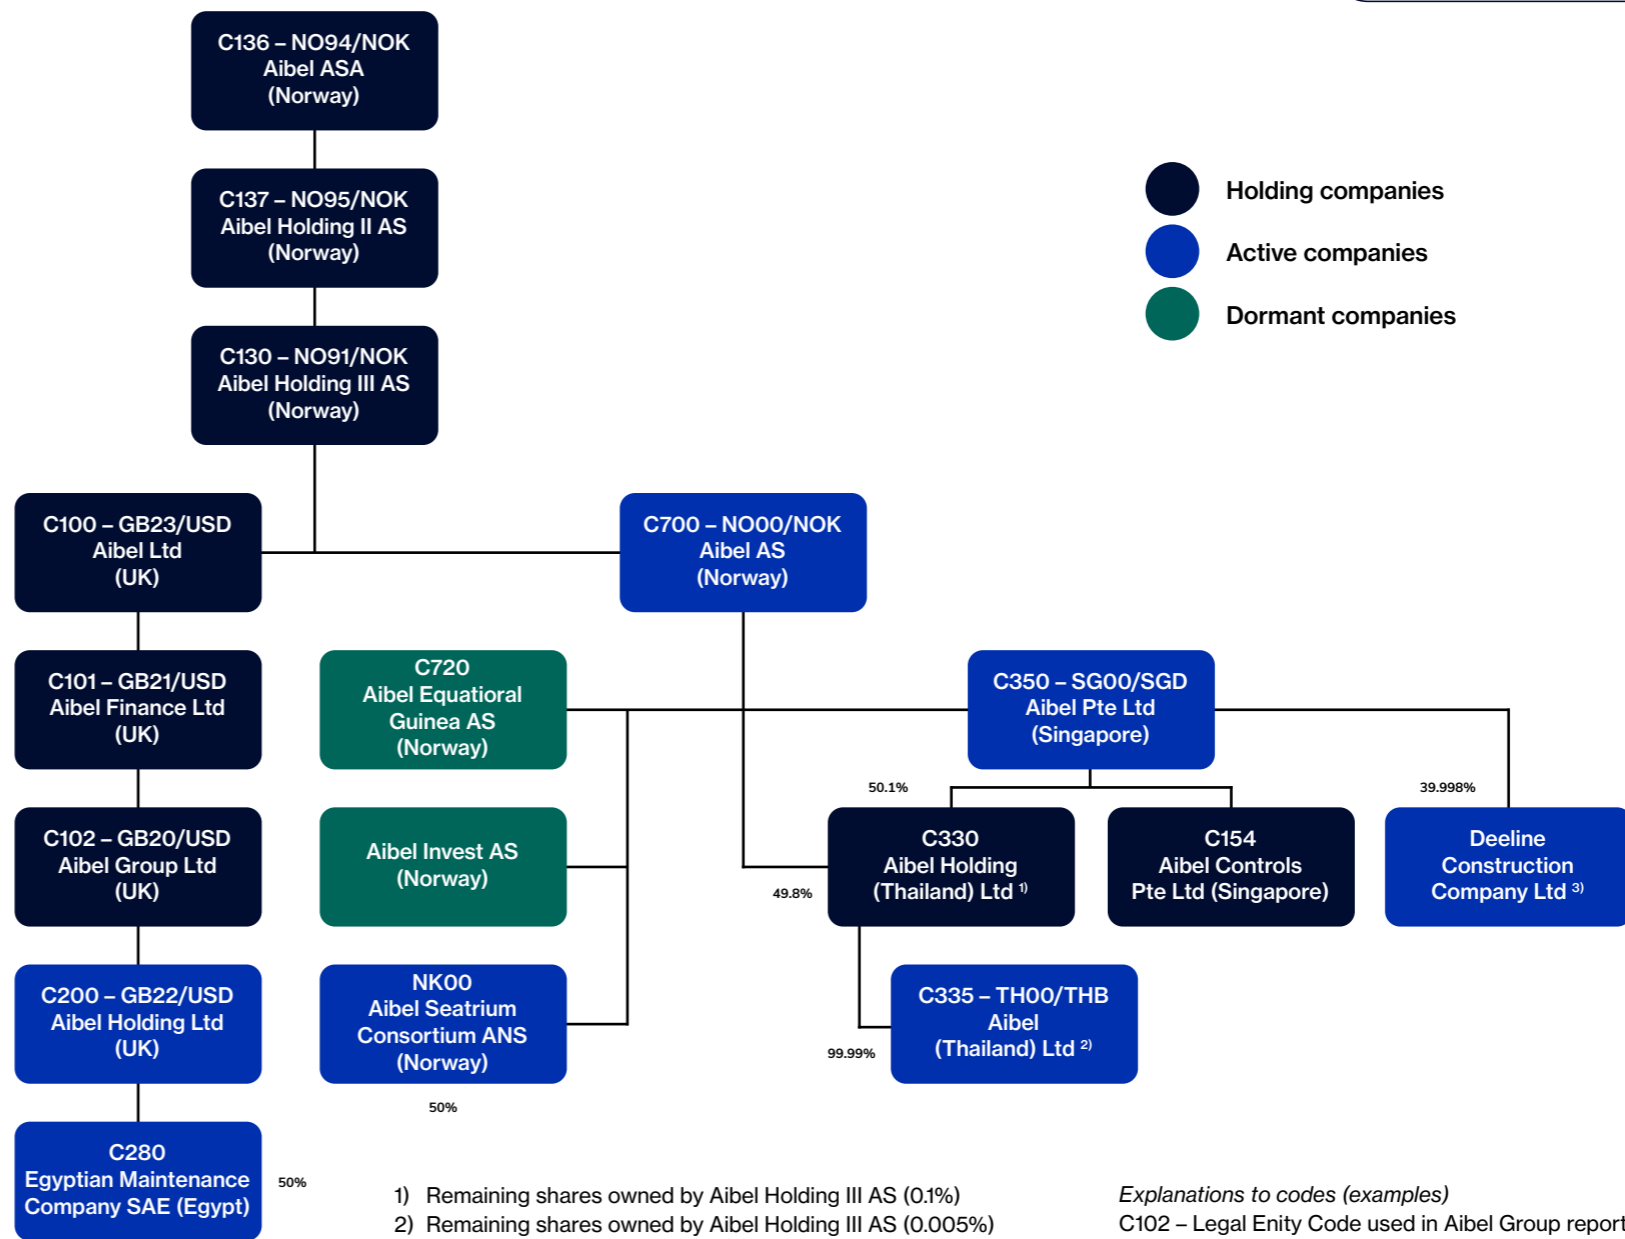 C136 – NO94/NOK
Aibel ASA
(Norway)
C137 – NO95/NOK
Aibel Holding II AS
(Norway)
C130 – NO91/NOK
Aibel Holding III AS
(Norway)
Holding companies
Active companies
Dormant companies
C100 – GB23/USD
Aibel Ltd
(UK)
C700 – NO00/NOK
Aibel AS
(Norway)
C101 – GB21/USD
Aibel Finance Ltd
(UK)
C720
Aibel Equatioral
Guinea AS
(Norway)
C350 – SG00/SGD
Aibel Pte Ltd
(Singapore)
C102 – GB20/USD
Aibel Group Ltd
(UK)
Aibel Invest AS
(Norway)
50.1%
49.8%
C330
Aibel Holding
(Thailand) Ltd 1)
C154
Aibel Controls
Pte Ltd (Singapore)
39.998%
Deeline
Construction
Company Ltd 3)
C200 – GB22/USD
Aibel Holding Ltd
(UK)
NK00
Aibel Seatrium
Consortium ANS
(Norway)
50%
99.99%
C335 – TH00/THB
Aibel
(Thailand) Ltd 2)
C280
Egyptian Maintenance
Company SAE (Egypt)
50%
1) Remaining shares owned by Aibel Holding III AS (0.1%)
2) Remaining shares owned by Aibel Holding III AS (0.005%)
Explanations to codes (examples)
C102 – Legal Enity Code used in Aibel Group report